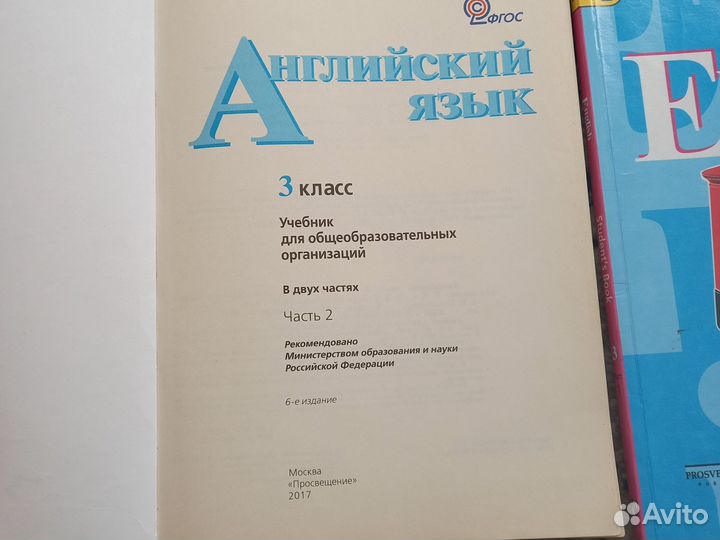 ФГОС
Английский
язык
3 класс
Учебник
для общеобразовательных
организаций
В двух частях
Часть 2
Рекомендовано
Министерством образования и науки
Российской Федерации
6-е издание
Москва
«Просвещение»
2017
English
Student's Book
3
Avito